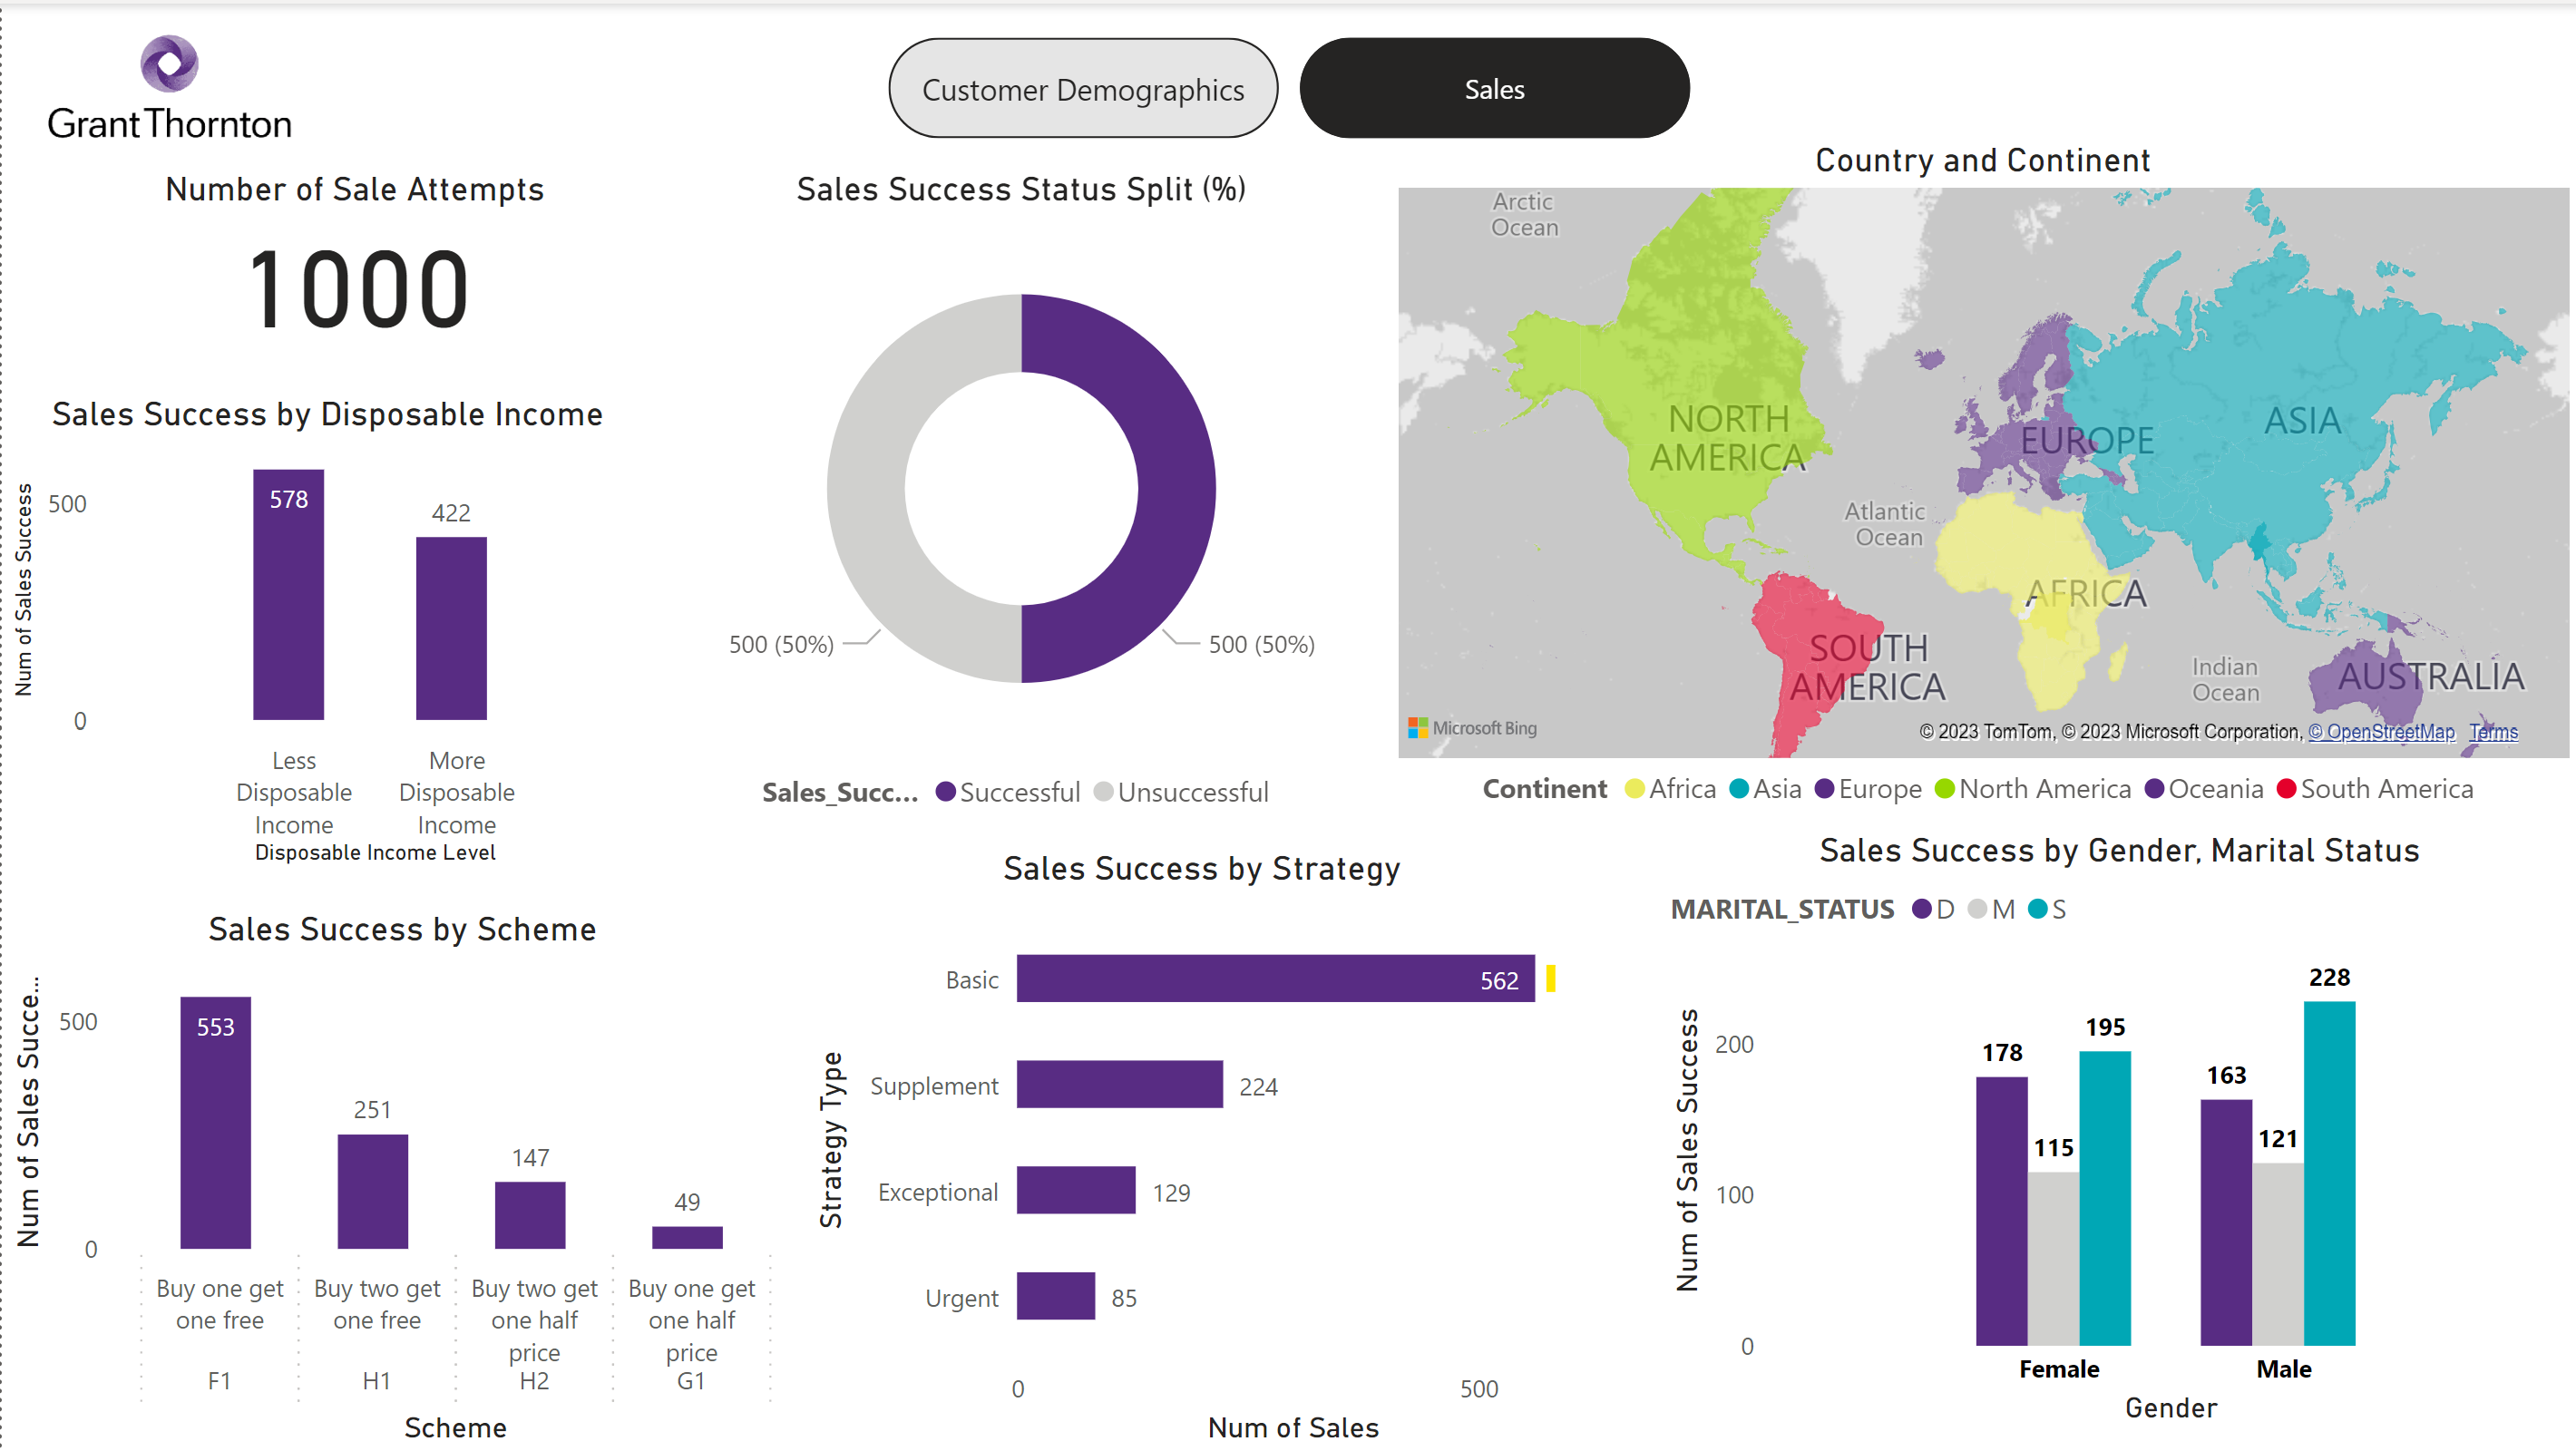 GrantThornton
Customer Demographics
Sales
Number of Sale Attempts
1000
Sales Success Status Split (%)
500 (50%)
500 (50%)
Sales_Succ...
Successful
Unsuccessful
Country and Continent
Arctic
Ocean
NORTH
AMERICA
EUROPE
ASIA
Atlantic
Ocean
AFRICA
SOUTH
AMERICA
Indian
Ocean
AUSTRALIA
Microsoft Bing
© 2023 TomTom, © 2023 Microsoft Corporation, © OpenStreetMap Terms
Continent
Africa
Asia
Europe
North America
Oceania
South America
Sales Success by Disposable Income
Num of Sales Success
500
0
578
422
Less
Disposable
Income
More
Disposable
Income
Disposable Income Level
Sales Success by Scheme
Num of Sales Succe...
500
0
553
251
147
49
Buy one get
one free
F1
Buy two get
one free
H1
Buy two get
one half
price
H2
Buy one get
one half
price
G1
Scheme
Sales Success by Strategy
Strategy Type
Basic
562
Supplement
224
Exceptional
129
Urgent
85
0
500
Num of Sales
Sales Success by Gender, Marital Status
MARITAL_STATUS
D
M
S
Num of Sales Success
200
100
0
178
115
195
163
121
228
Female
Male
Gender